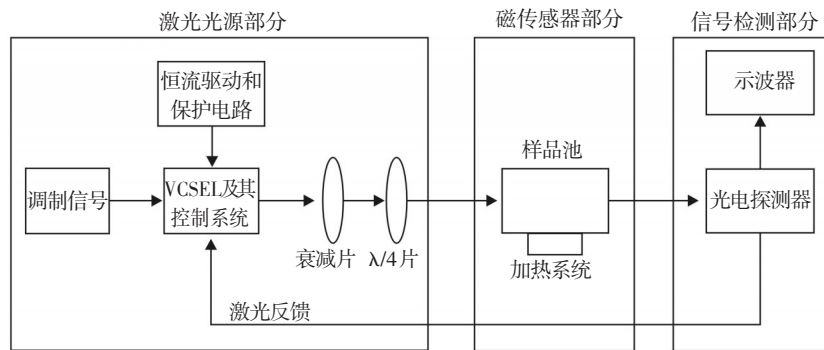 激光光源部分
磁传感器部分
信号检测部分
恒流驱动和
保护电路
示波器
样品池
调制信号
VCSEL及其
控制系统
光电探测器
衰减片
λ/4片
加热系统
激光反馈